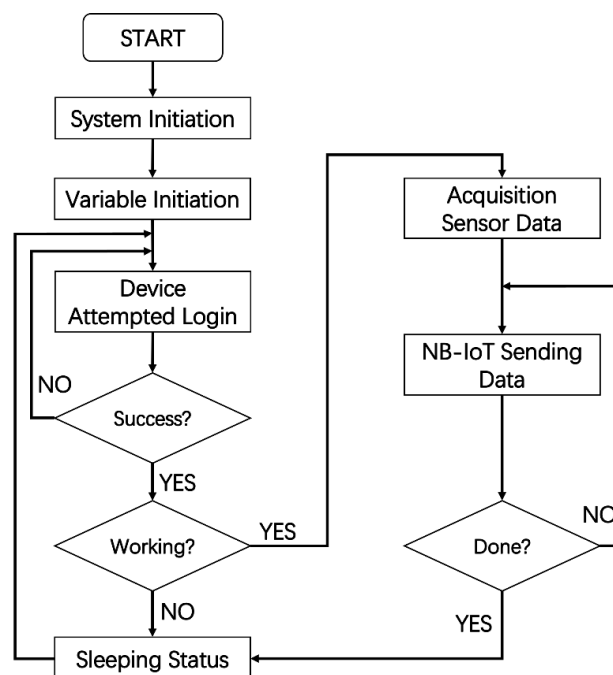 START
System Initiation
Variable Initiation
Device
Attempted Login
NO
Success?
YES
Working?
YES
NO
Sleeping Status
Acquisition
Sensor Data
NB-IoT Sending
Data
Done?
NO
YES